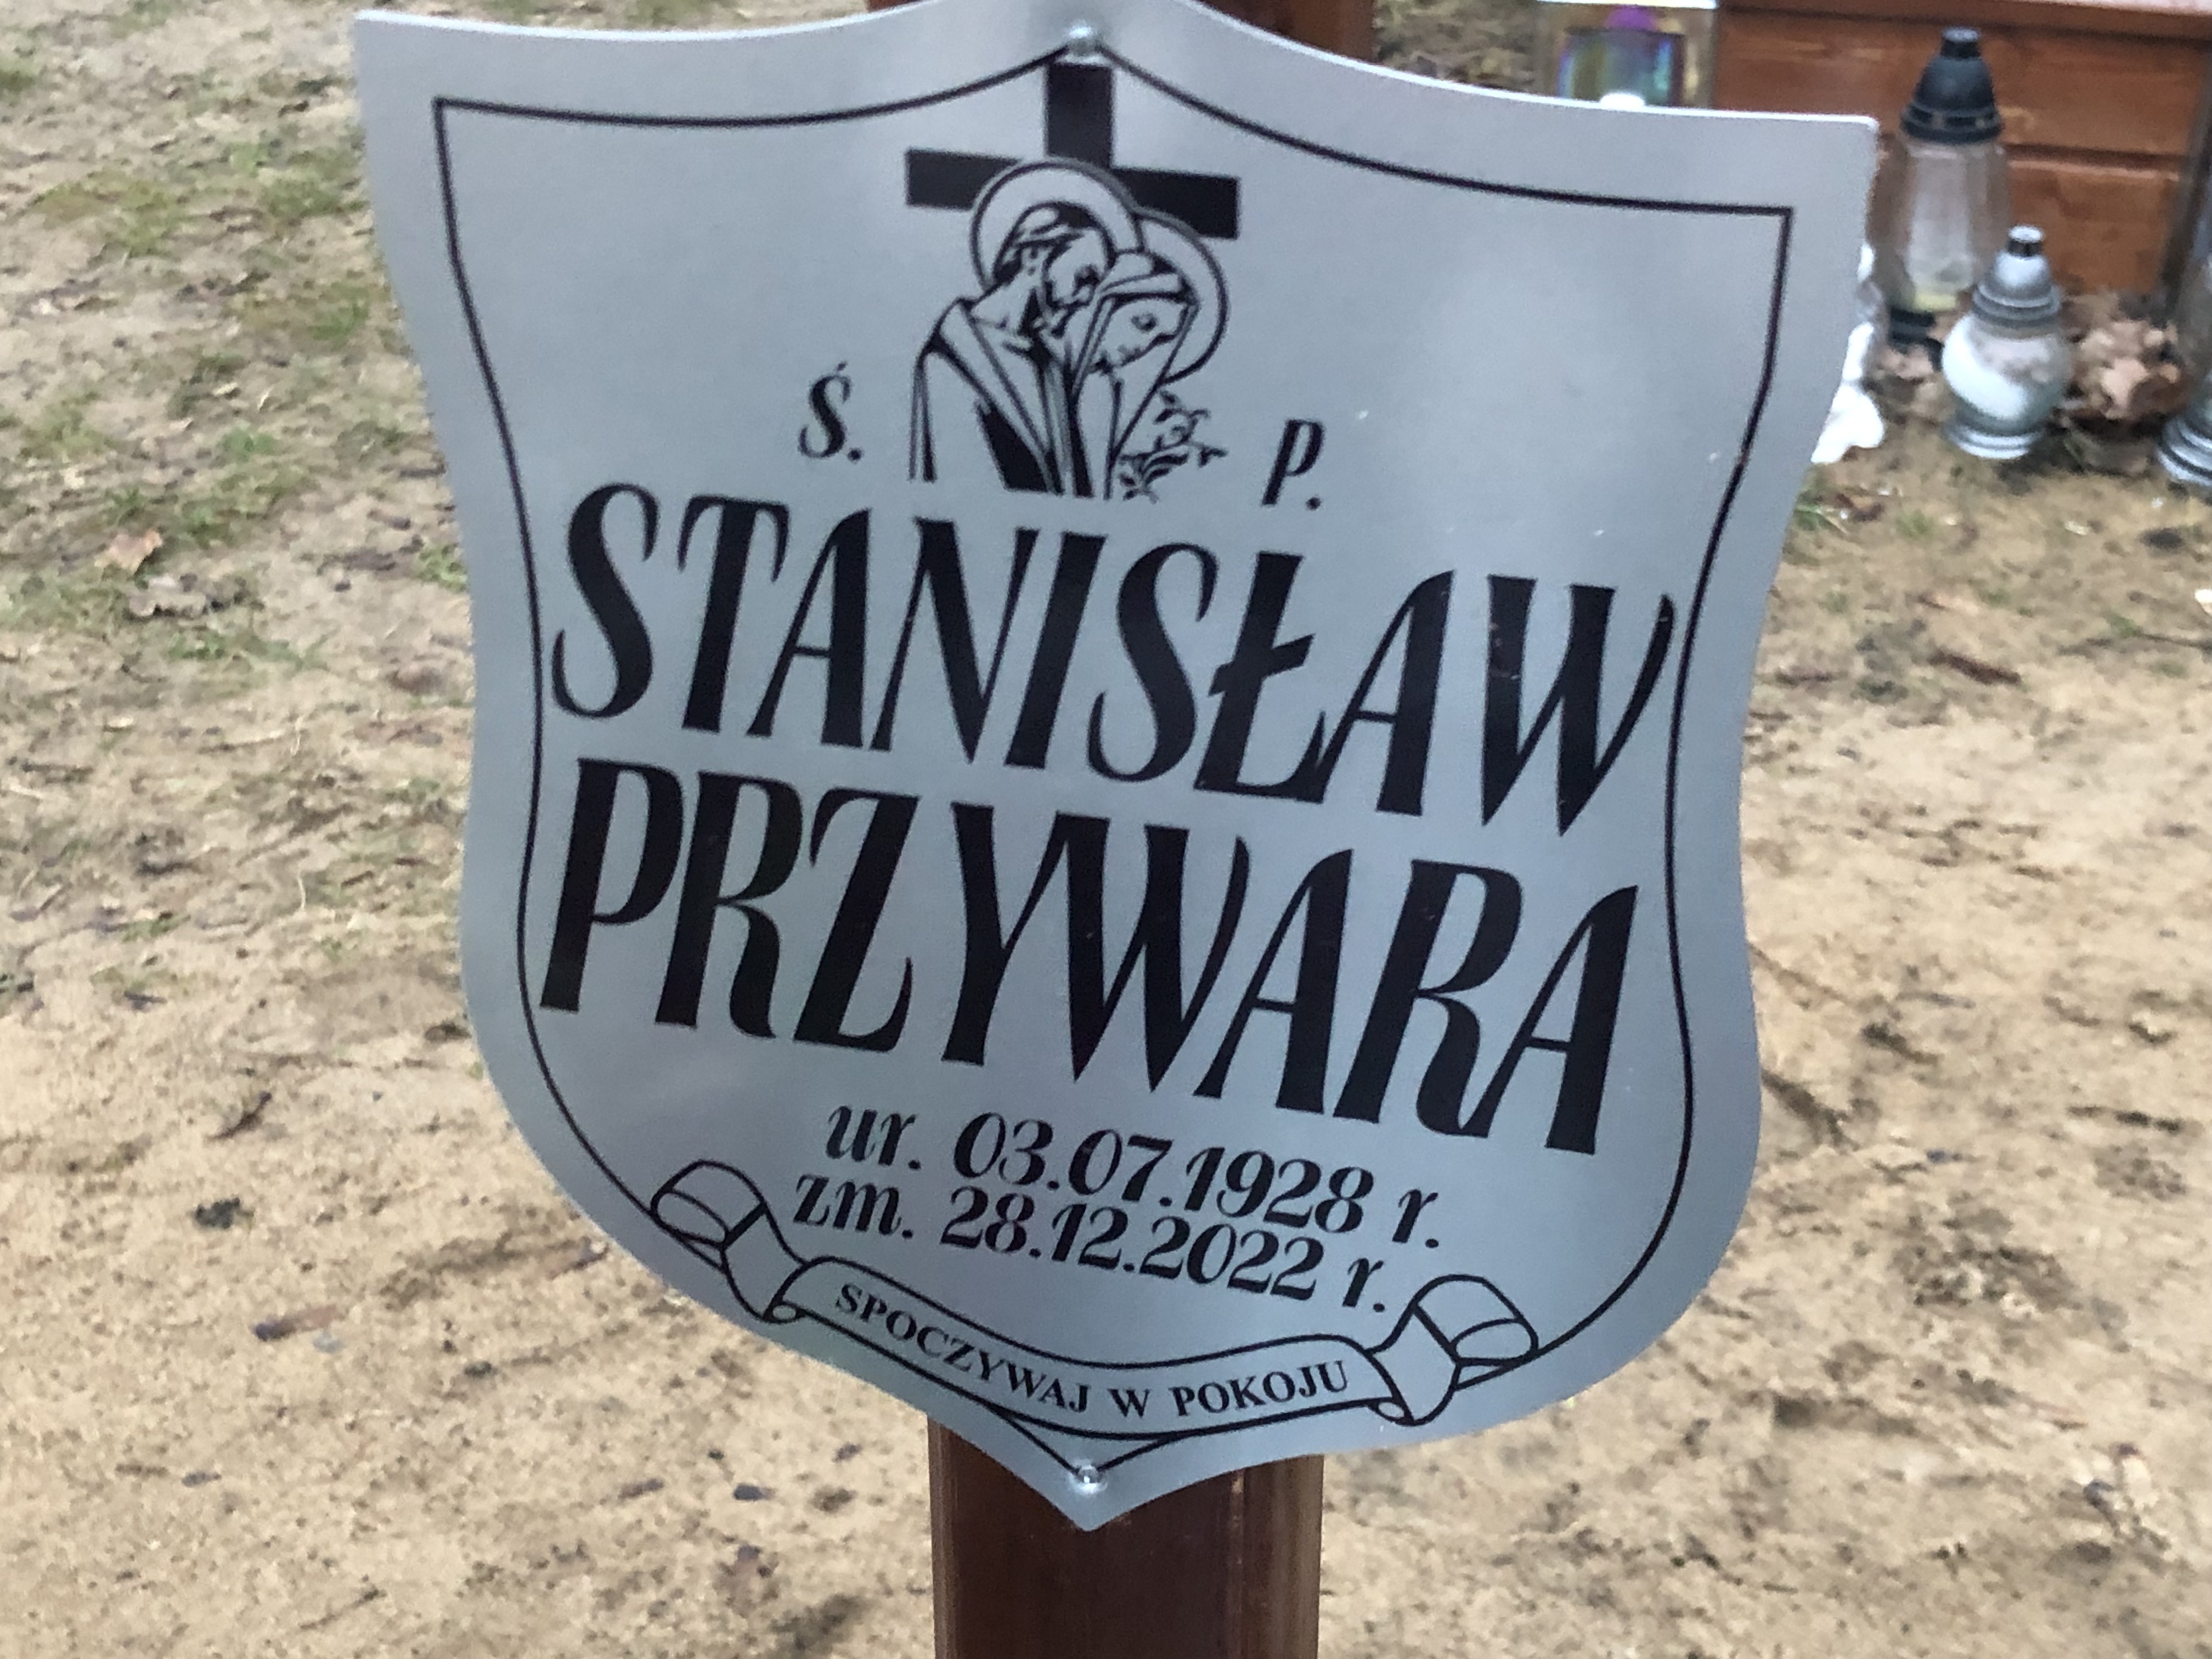 Ś. P.
STANISŁAW
PRZYWARA
ur. 03.07.1928 r.
zm. 28.12.2022 r.
SPOCZYWAJ W POKOJU